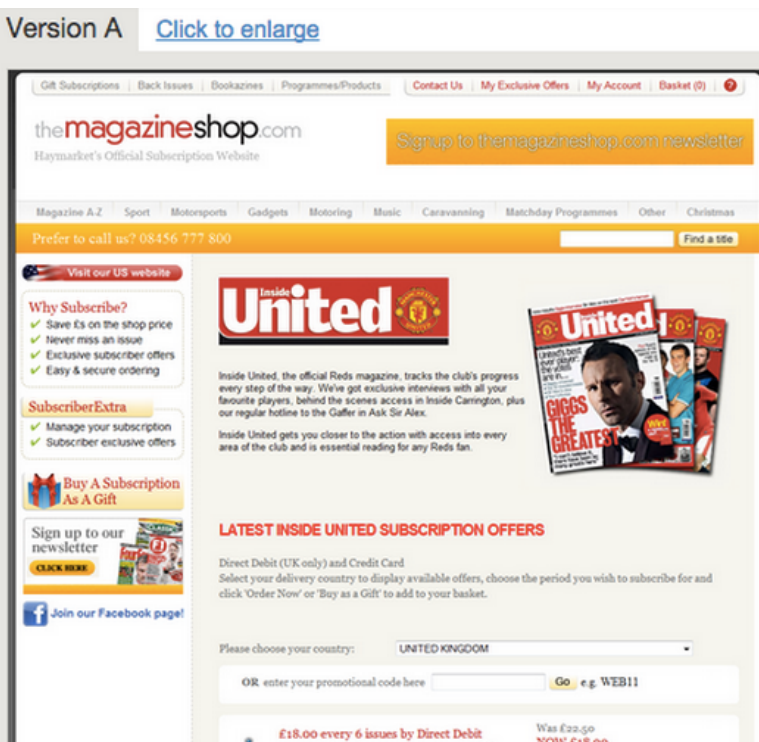 Version A Click to enlarge
Gift Subscriptions Back Issues Bookazines Programmes/Products Contact Us My Exclusive Offers My Account Basket (0) ?
themagazineshop.com
Haymarket's Official Subscription Website
Signup to themagazineshop.com newsletter
Magazine A-Z Sport Motorsports Gadgets Motoring Music Caravanning Matchday Programmes Other Christmas
Prefer to call us? 08456 777 800 Find a title
Visit our US website
Why Subscribe?
Save £s on the shop price
Never miss an issue
Exclusive subscriber offers
Easy & secure ordering
SubscriberExtra
Manage your subscription
Subscriber exclusive offers
Buy A Subscription
As A Gift
Sign up to our
newsletter
CLICK HERE
Join our Facebook page!
Inside
United
Inside United, the official Reds magazine, tracks the club's progress
every step of the way. We've got exclusive interviews with all your
favourite players, behind the scenes access in Inside Carrington, plus
our regular hotline to the Gaffer in Ask Sir Alex.
Inside United gets you closer to the action with access into every
area of the club and is essential reading for any Reds fan.
United
United's best
ever player:
the votes
are in...
GIGGS
THE
GREATEST
Win!
LATEST INSIDE UNITED SUBSCRIPTION OFFERS
Direct Debit (UK only) and Credit Card
Select your delivery country to display available offers, choose the period you wish to subscribe for and
click 'Order Now' or 'Buy as a Gift' to add to your basket.
Please choose your country: UNITED KINGDOM
OR enter your promotional code here Go e.g. WEB11
£18.00 every 6 issues by Direct Debit Was £22.50
NOW £18.00